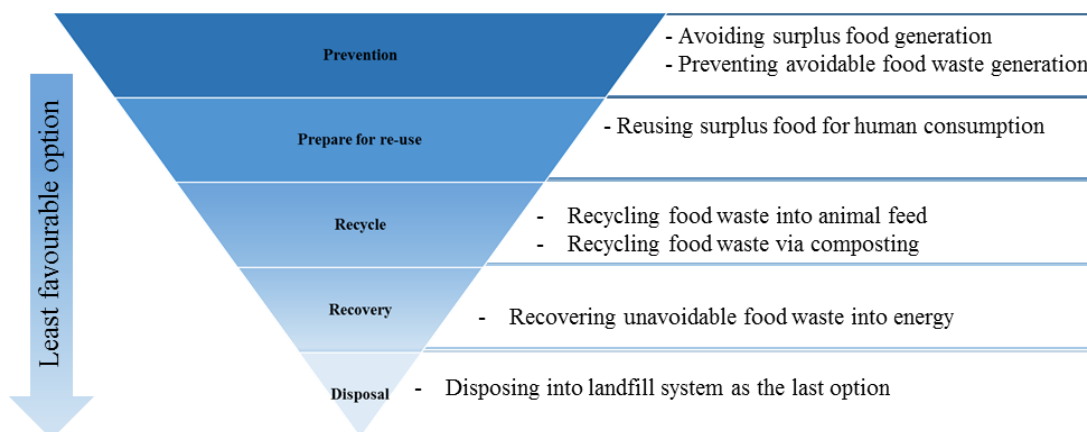 Least favourable option
Prevention
- Avoiding surplus food generation
- Preventing avoidable food waste generation
Prepare for re-use
- Reusing surplus food for human consumption
Recycle
- Recycling food waste into animal feed
- Recycling food waste via composting
Recovery
- Recovering unavoidable food waste into energy
Disposal
- Disposing into landfill system as the last option